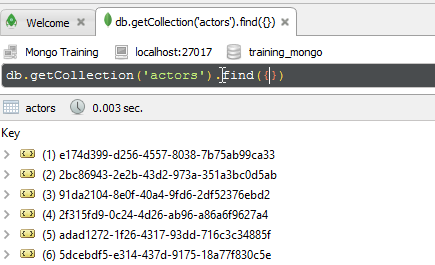 Welcome × db.getCollection('actors').find({}) ×
Mongo Training localhost:27017 training_mongo
db.getCollection('actors').find({})
actors 0.003 sec.
Key
(1) e174d399-d256-4557-8038-7b75ab99ca33
(2) 2bc86943-2e2b-43d2-973a-351a3bc0d5ab
(3) 91da2104-8e0f-40a4-9fd6-2df52376ebd2
(4) 2f315fd9-0c24-4d26-ab96-a86a6f9627a4
(5) adad1272-1f26-4317-93dd-716c3c34885f
(6) 5dcebdf5-e314-437d-9175-18a77f830c5e